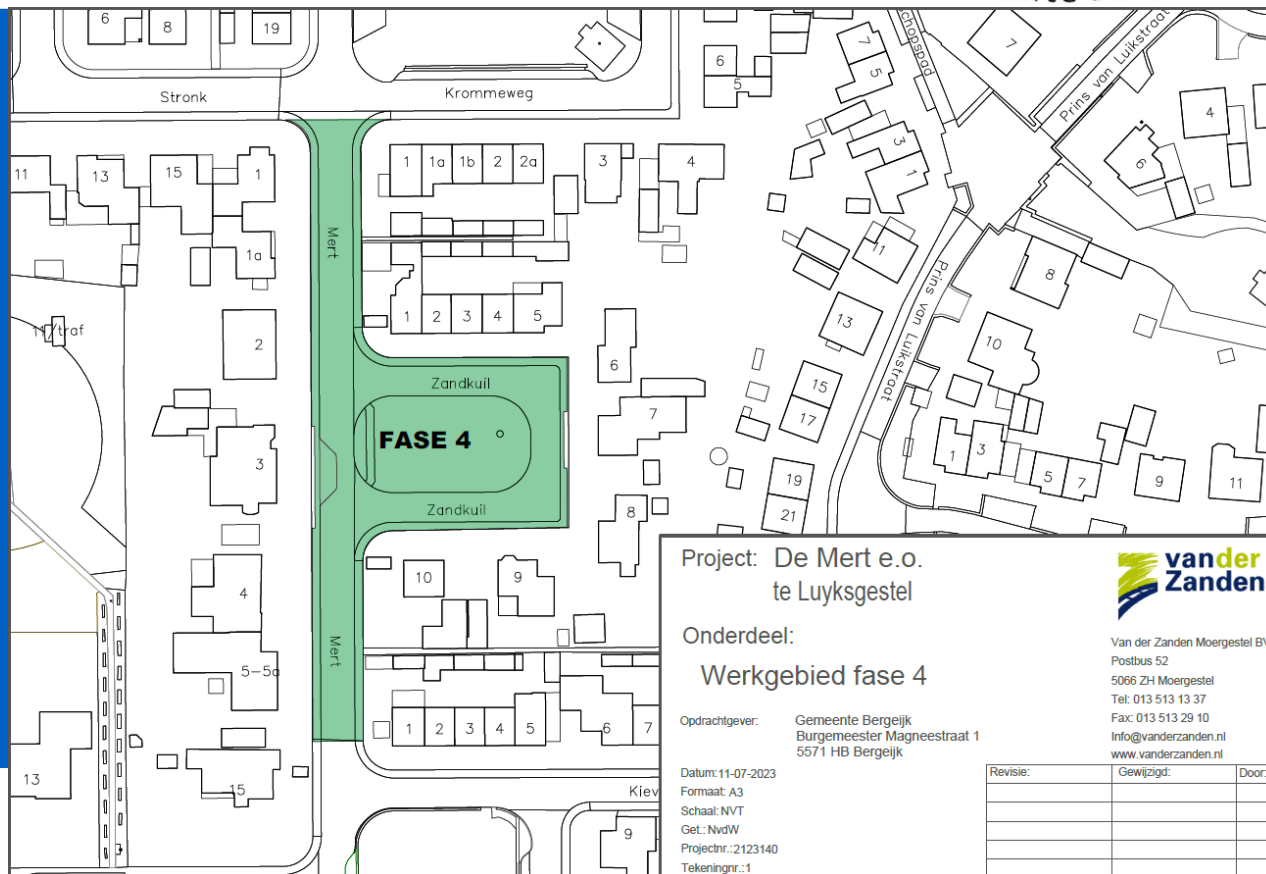 6
8
19
7
Schopspad
Prins van Luikstraat
7
5
6
5
Stronk
Krommeweg
4
6
11
13
15
1
1
1a
1b
2
2a
3
4
3
1
Mert
1a
11
8
Prins van Luikstraat
2
1
2
3
4
5
6
13
10
Zandkuil
15
17
7
FASE 4
3
1
3
5
7
9
11
19
21
Zandkuil
8
4
10
9
Mert
5-5a
1
2
3
4
5
6
7
13
15
Kiev
9
Project: De Mert e.o.
te Luyksgestel
Onderdeel:
Werkgebied fase 4
Opdrachtgever: Gemeente Bergeijk
Burgemeester Magneestraat 1
5571 HB Bergeijk
Datum: 11-07-2023
Formaat: A3
Schaal: NVT
Get.: NvdW
Projectnr.: 2123140
Tekeningnr.: 1
van der
Zanden
Van der Zanden Moergestel BV
Postbus 52
5066 ZH Moergestel
Tel: 013 513 13 37
Fax: 013 513 29 10
Info@vanderzanden.nl
www.vanderzanden.nl
Revisie: Gewijzigd: Door: